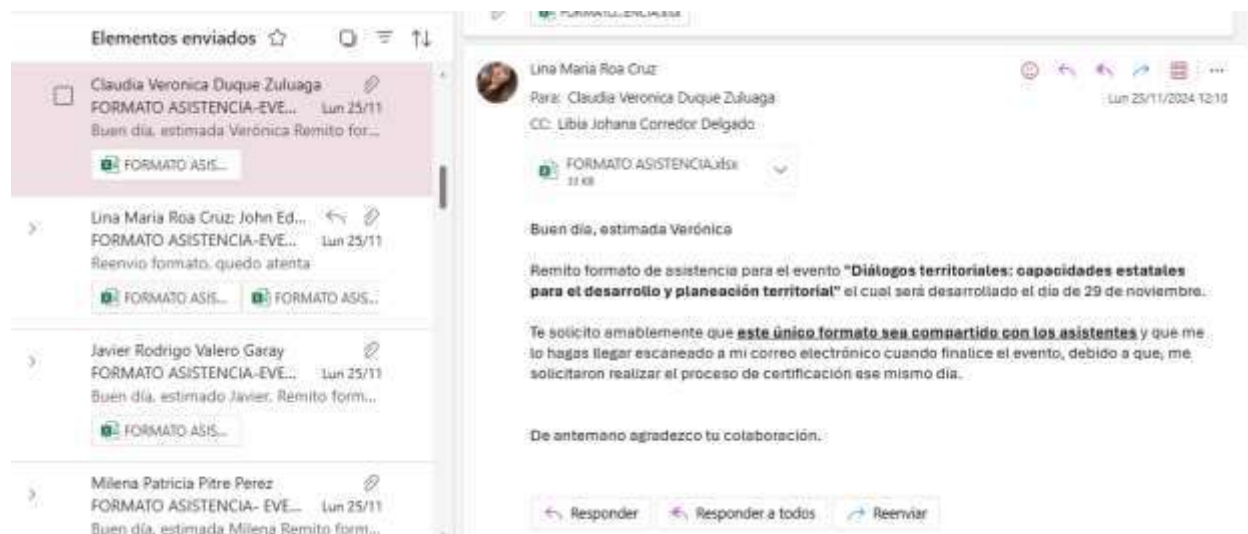 Elementos enviados
Claudia Veronica Duque Zuluaga
FORMATO ASISTENCIA-EVE... Lun 25/11
Buen día, estimada Verónica Remito for...
FORMATO ASIS...
Lina Maria Roa Cruz; John Ed...
FORMATO ASISTENCIA-EVE... Lun 25/11
Reenvio formato, quedo atenta
FORMATO ASIS... FORMATO ASIS...
Javier Rodrigo Valero Garay
FORMATO ASISTENCIA-EVE... Lun 25/11
Buen día, estimado Javier, Remito form...
FORMATO ASIS...
Milena Patricia Pitre Perez
FORMATO ASISTENCIA- EVE... Lun 25/11
Buen día, estimada Milena Remito form...
Lina Maria Roa Cruz
Para: Claudia Veronica Duque Zuluaga
Lun 25/11/2024 12:10
CC: Libia Johana Corredor Delgado
FORMATO ASISTENCIA.xlsx
33 KB
Buen día, estimada Verónica
Remito formato de asistencia para el evento "Diálogos territoriales: capacidades estatales
para el desarrollo y planeación territorial" el cual será desarrollado el día de 29 de noviembre.
Te solicito amablemente que este único formato sea compartido con los asistentes y que me
lo hagas llegar escaneado a mi correo electrónico cuando finalice el evento, debido a que, me
solicitaron realizar el proceso de certificación ese mismo día.
De antemano agradezco tu colaboración.
Responder Responder a todos Reenviar